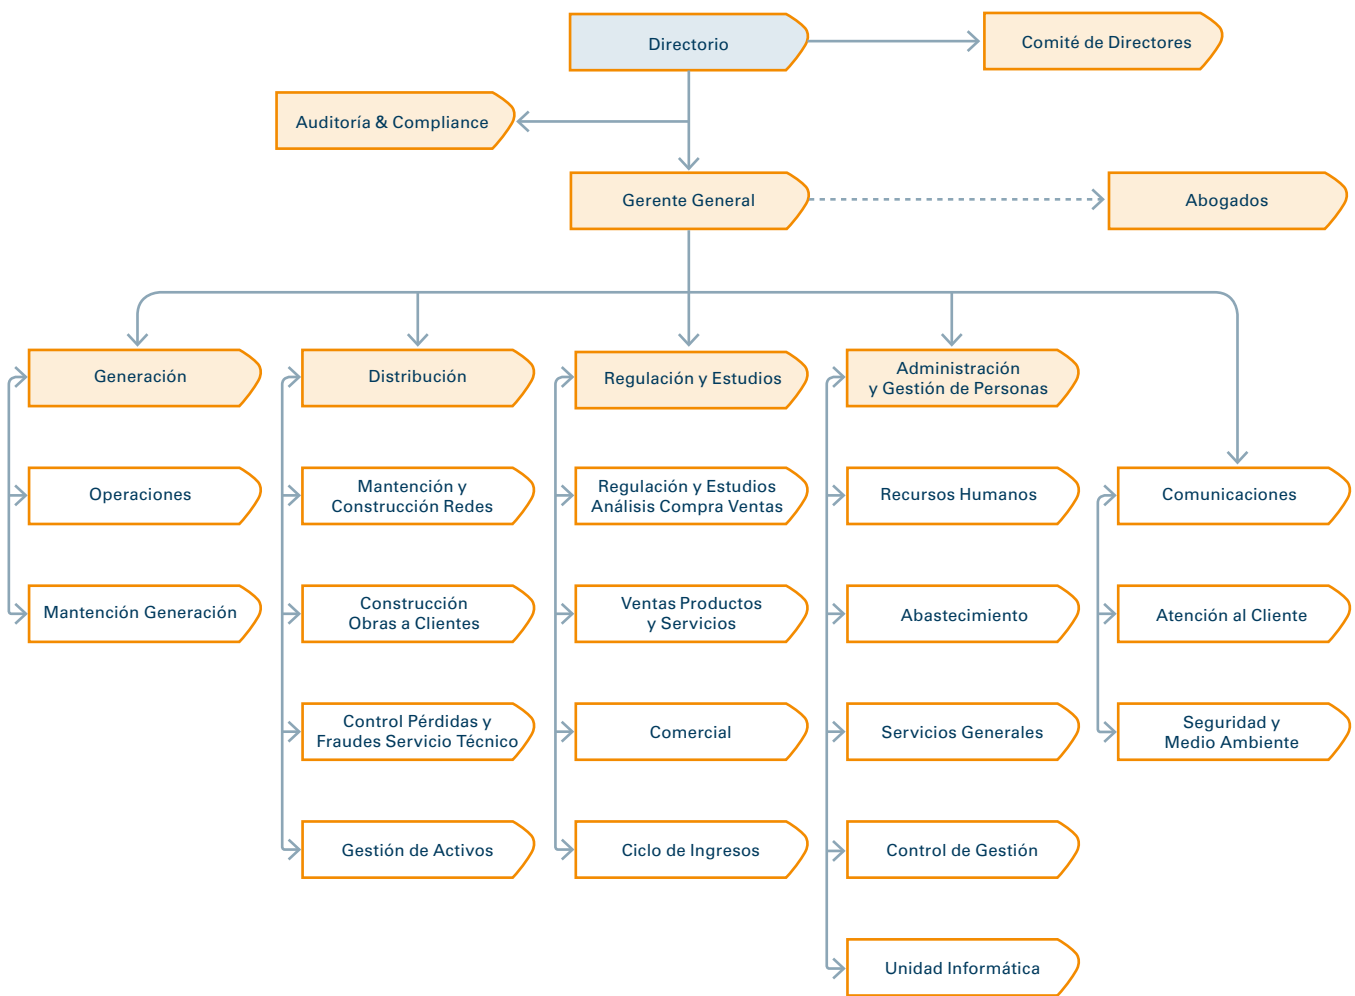 Directorio
Comité de Directores
Auditoría & Compliance
Gerente General
Abogados
Generación
Operaciones
Mantención Generación
Distribución
Mantención y
Construcción Redes
Construcción
Obras a Clientes
Control Pérdidas y
Fraudes Servicio Técnico
Gestión de Activos
Regulación y Estudios
Regulación y Estudios
Análisis Compra Ventas
Ventas Productos
y Servicios
Comercial
Ciclo de Ingresos
Administración
y Gestión de Personas
Recursos Humanos
Abastecimiento
Servicios Generales
Control de Gestión
Unidad Informática
Comunicaciones
Atención al Cliente
Seguridad y
Medio Ambiente